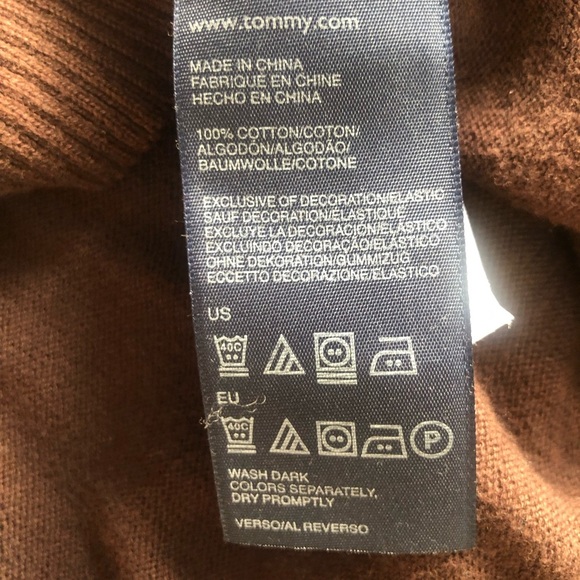 www.tommy.com
MADE IN CHINA
FABRIQUE EN CHINE
HECHO EN CHINA
100% COTTON/COTON/
ALGODÓN/ALGODÃO/
BAUMWOLLE/COTONE
EXCLUSIVE OF DECORATION/ELASTIC
SAUF DÉCORATION/ÉLASTIQUE
EXCLUYE LA DECORACIÓN/ELÁSTICO
EXCLUINDO DECORAÇÃO/ELÁSTICO
OHNE DEKORATION/GUMMIZUG
ECCETTO DECORAZIONE/ELASTICO
US
40C
EU
40C P
WASH DARK
COLORS SEPARATELY,
DRY PROMPTLY
VERSO/AL REVERSO